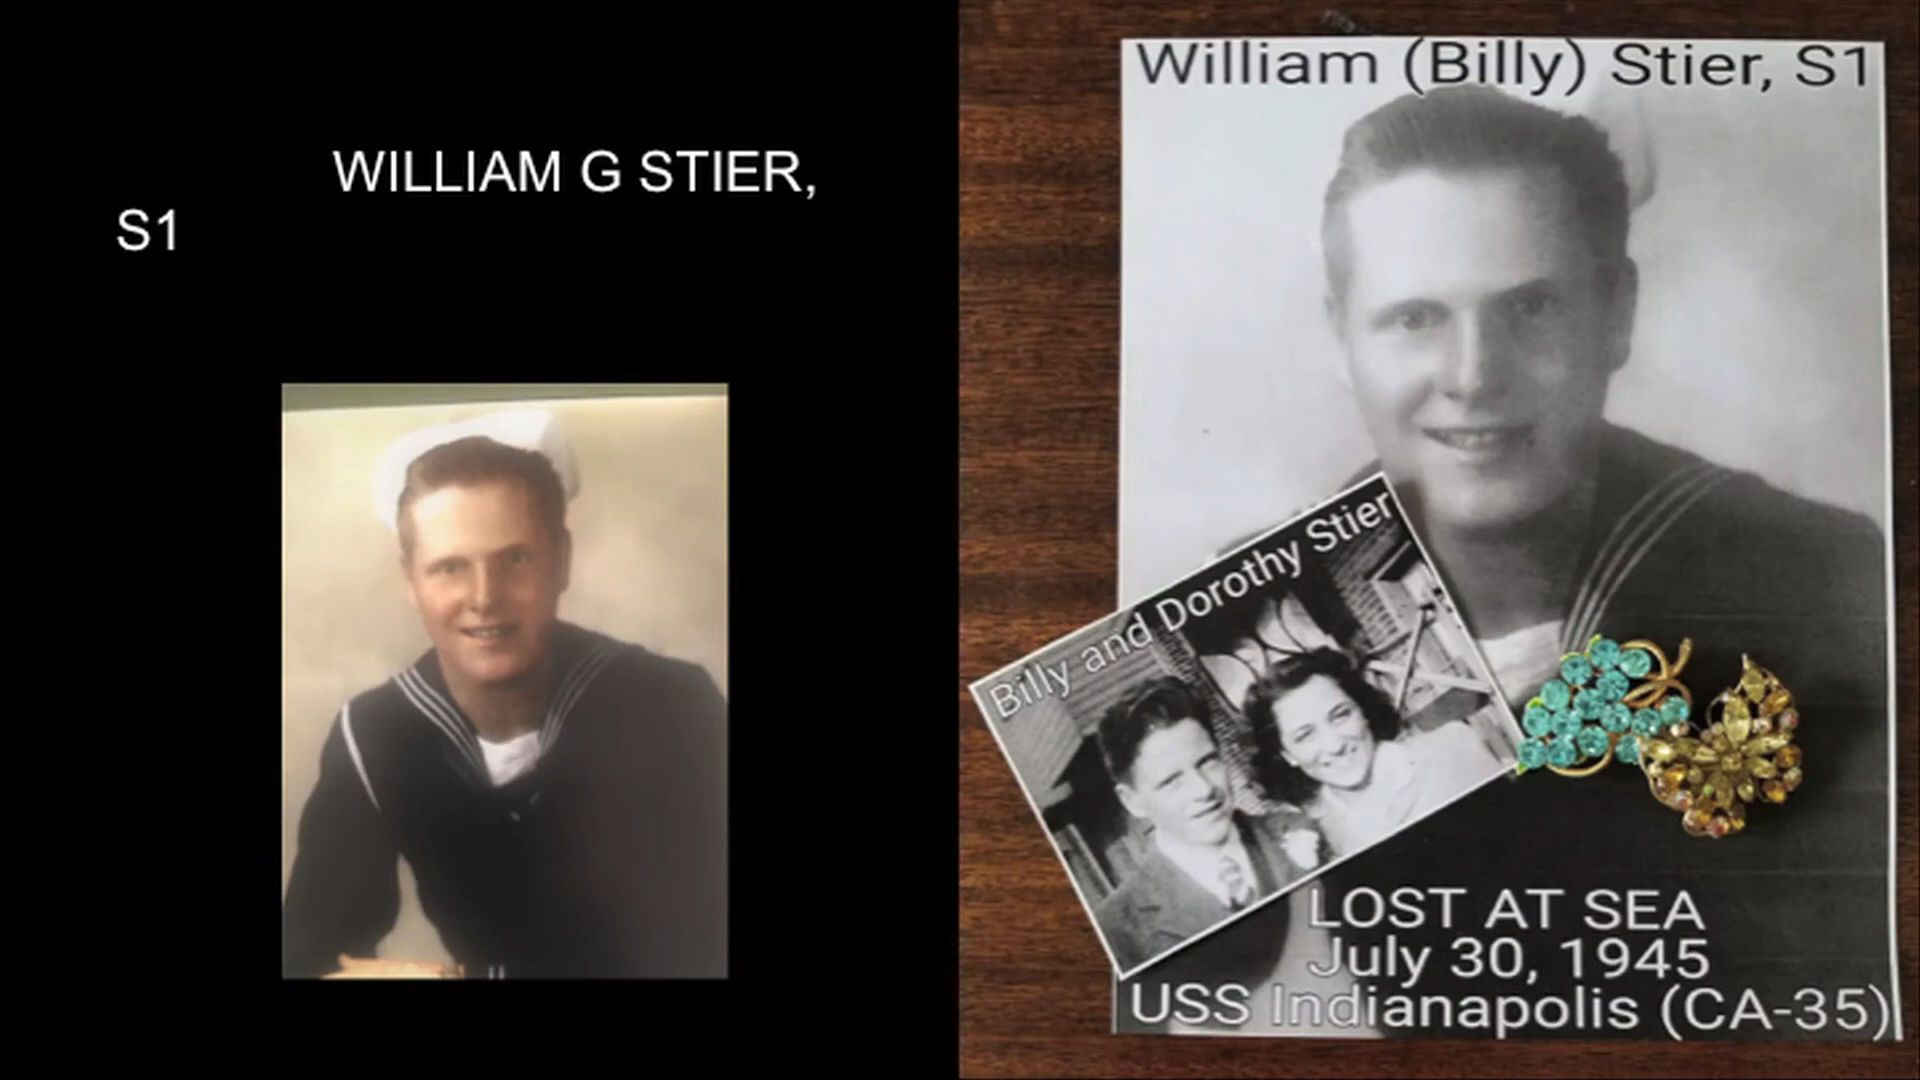 WILLIAM G STIER,
S1
William (Billy) Stier, S1
Billy and Dorothy Stier
LOST AT SEA
July 30, 1945
USS Indianapolis (CA-35)